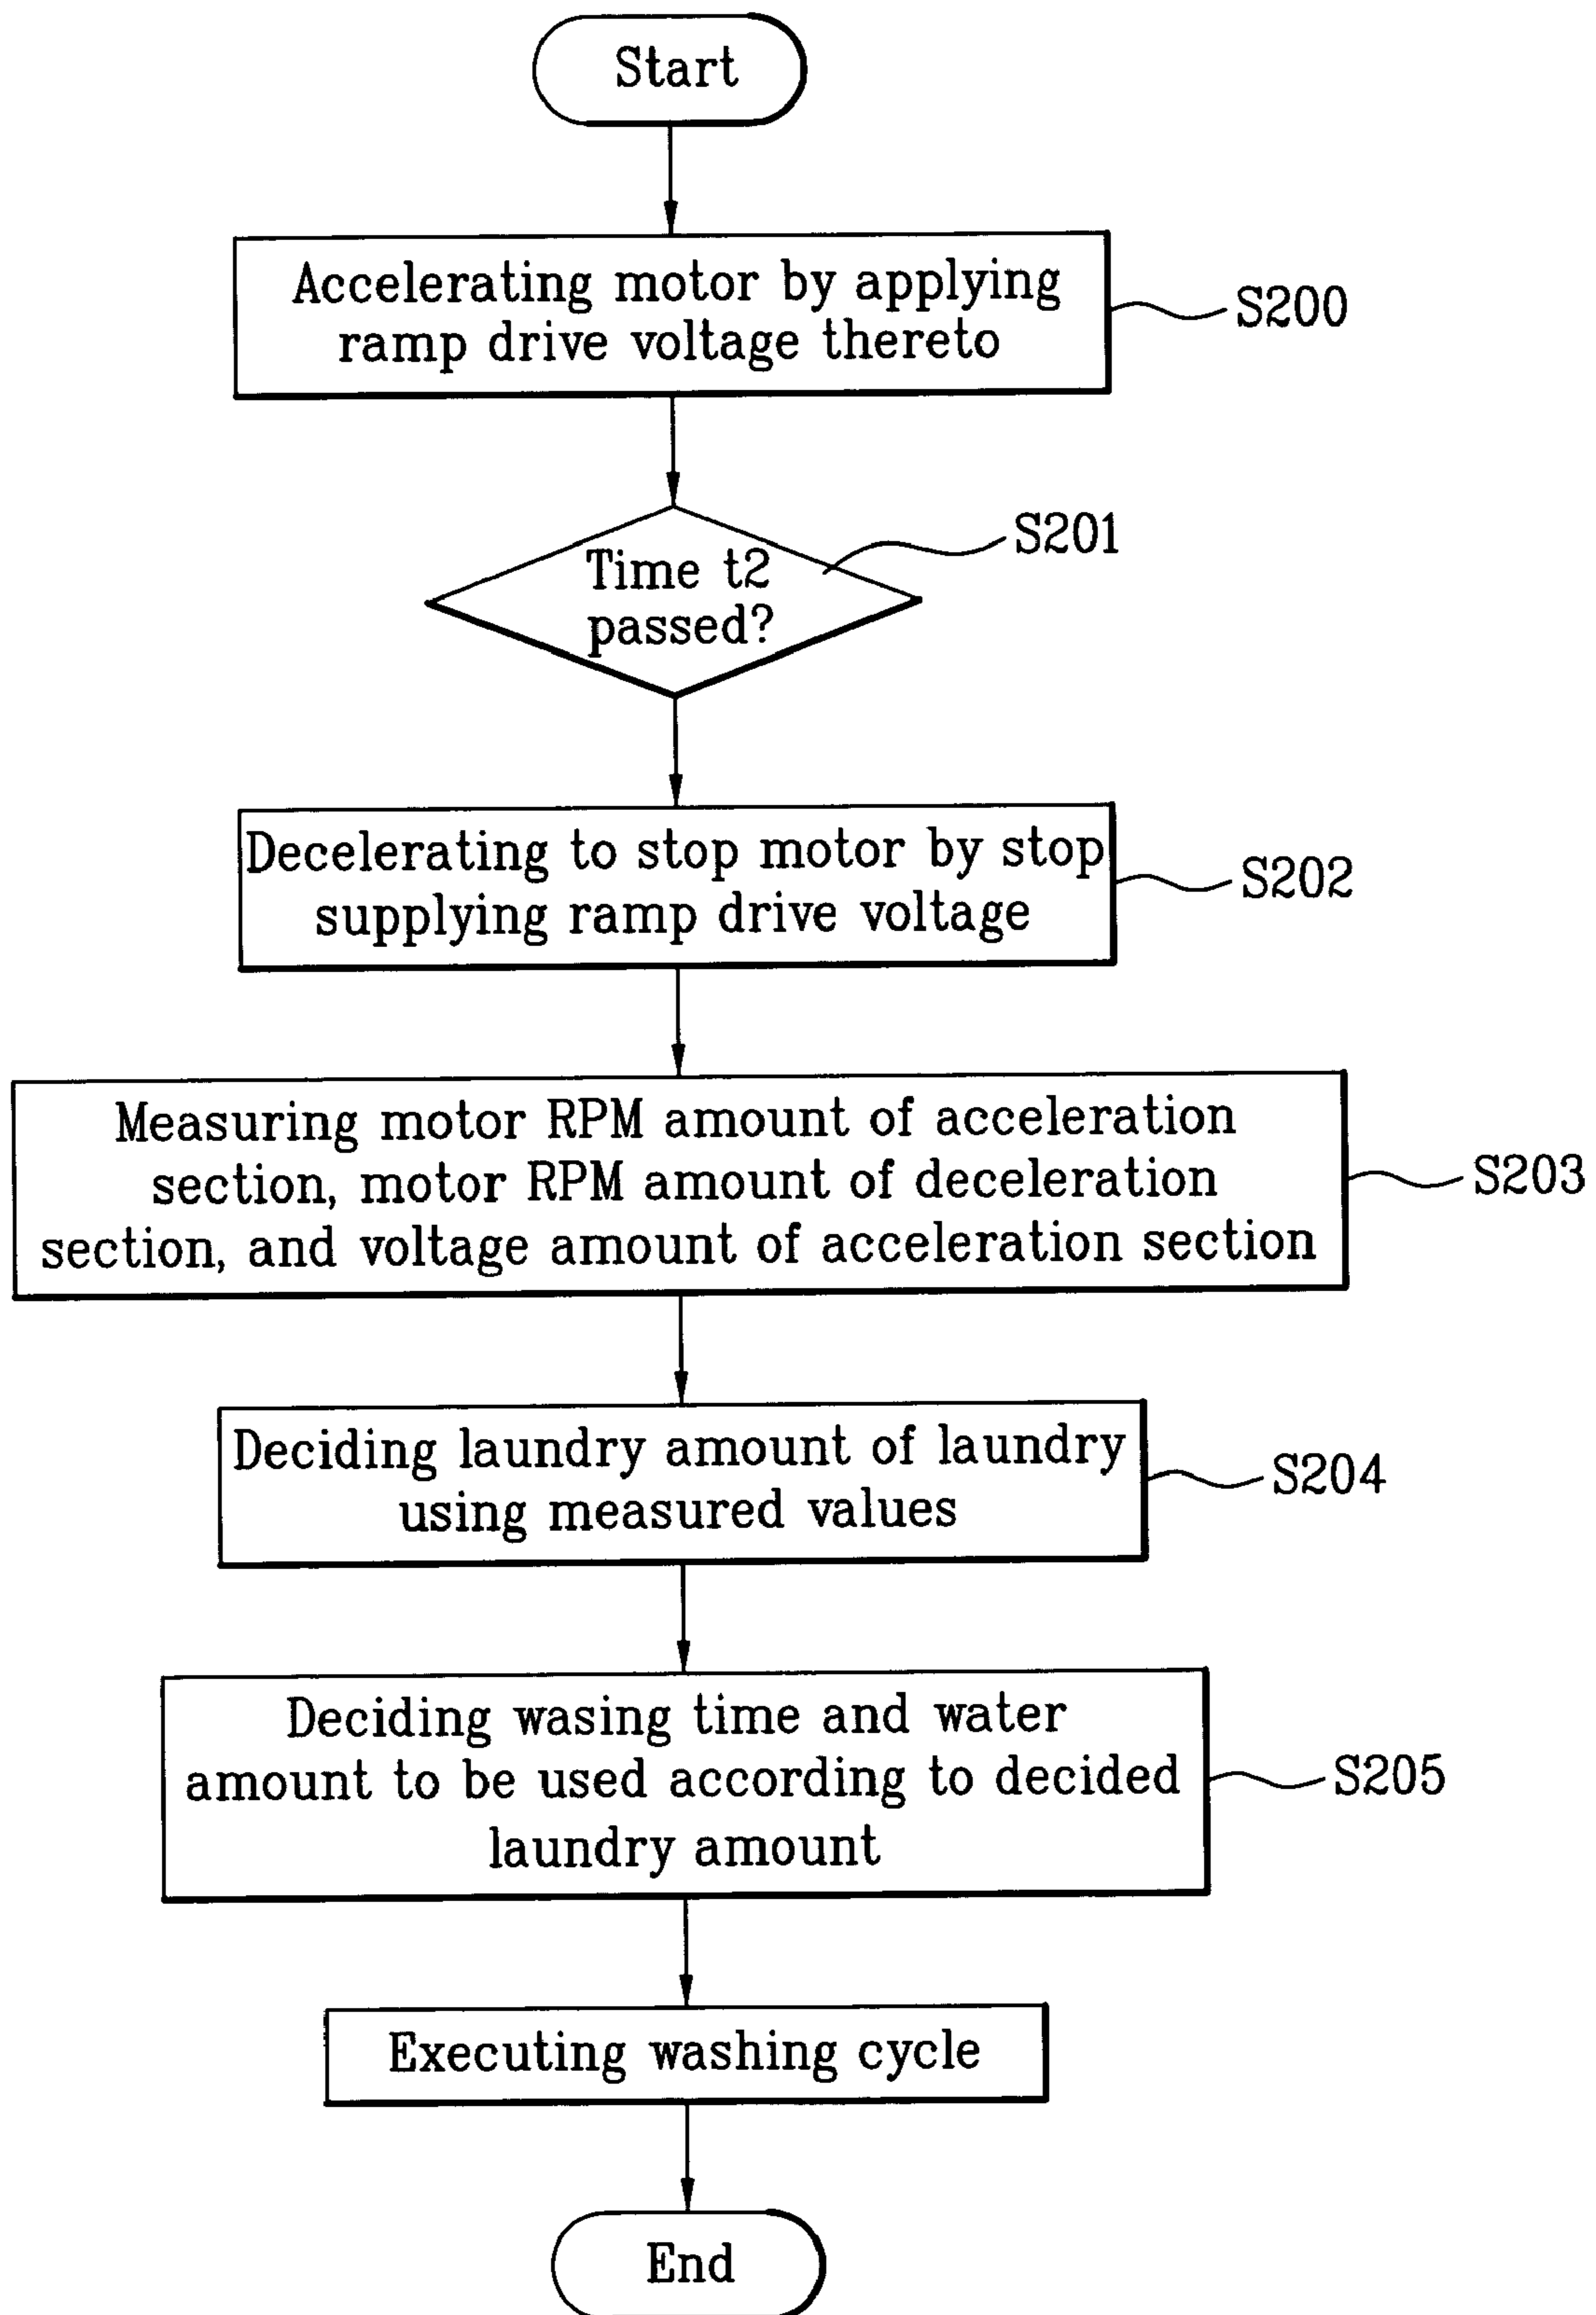 Start
Accelerating motor by applying
ramp drive voltage thereto
S200
Time t2
passed?
S201
Decelerating to stop motor by stop
supplying ramp drive voltage
S202
Measuring motor RPM amount of acceleration
section, motor RPM amount of deceleration
section, and voltage amount of acceleration section
S203
Deciding laundry amount of laundry
using measured values
S204
Deciding wasing time and water
amount to be used according to decided
laundry amount
S205
Executing washing cycle
End